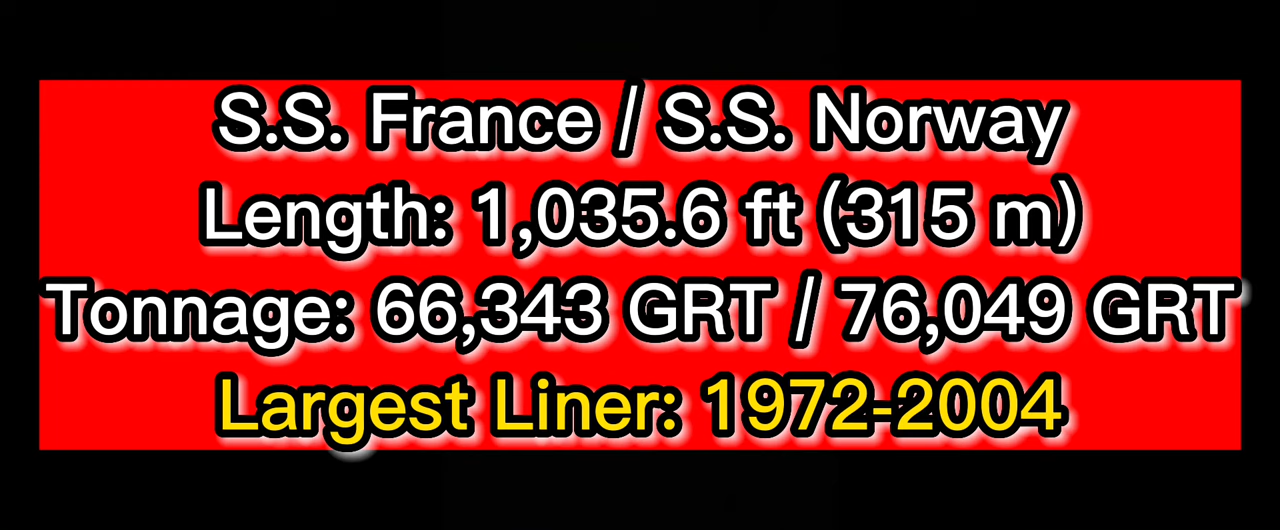 S.S. France / S.S. Norway
Length: 1,035.6 ft (315 m)
Tonnage: 66,343 GRT / 76,049 GRT
Largest Liner: 1972-2004